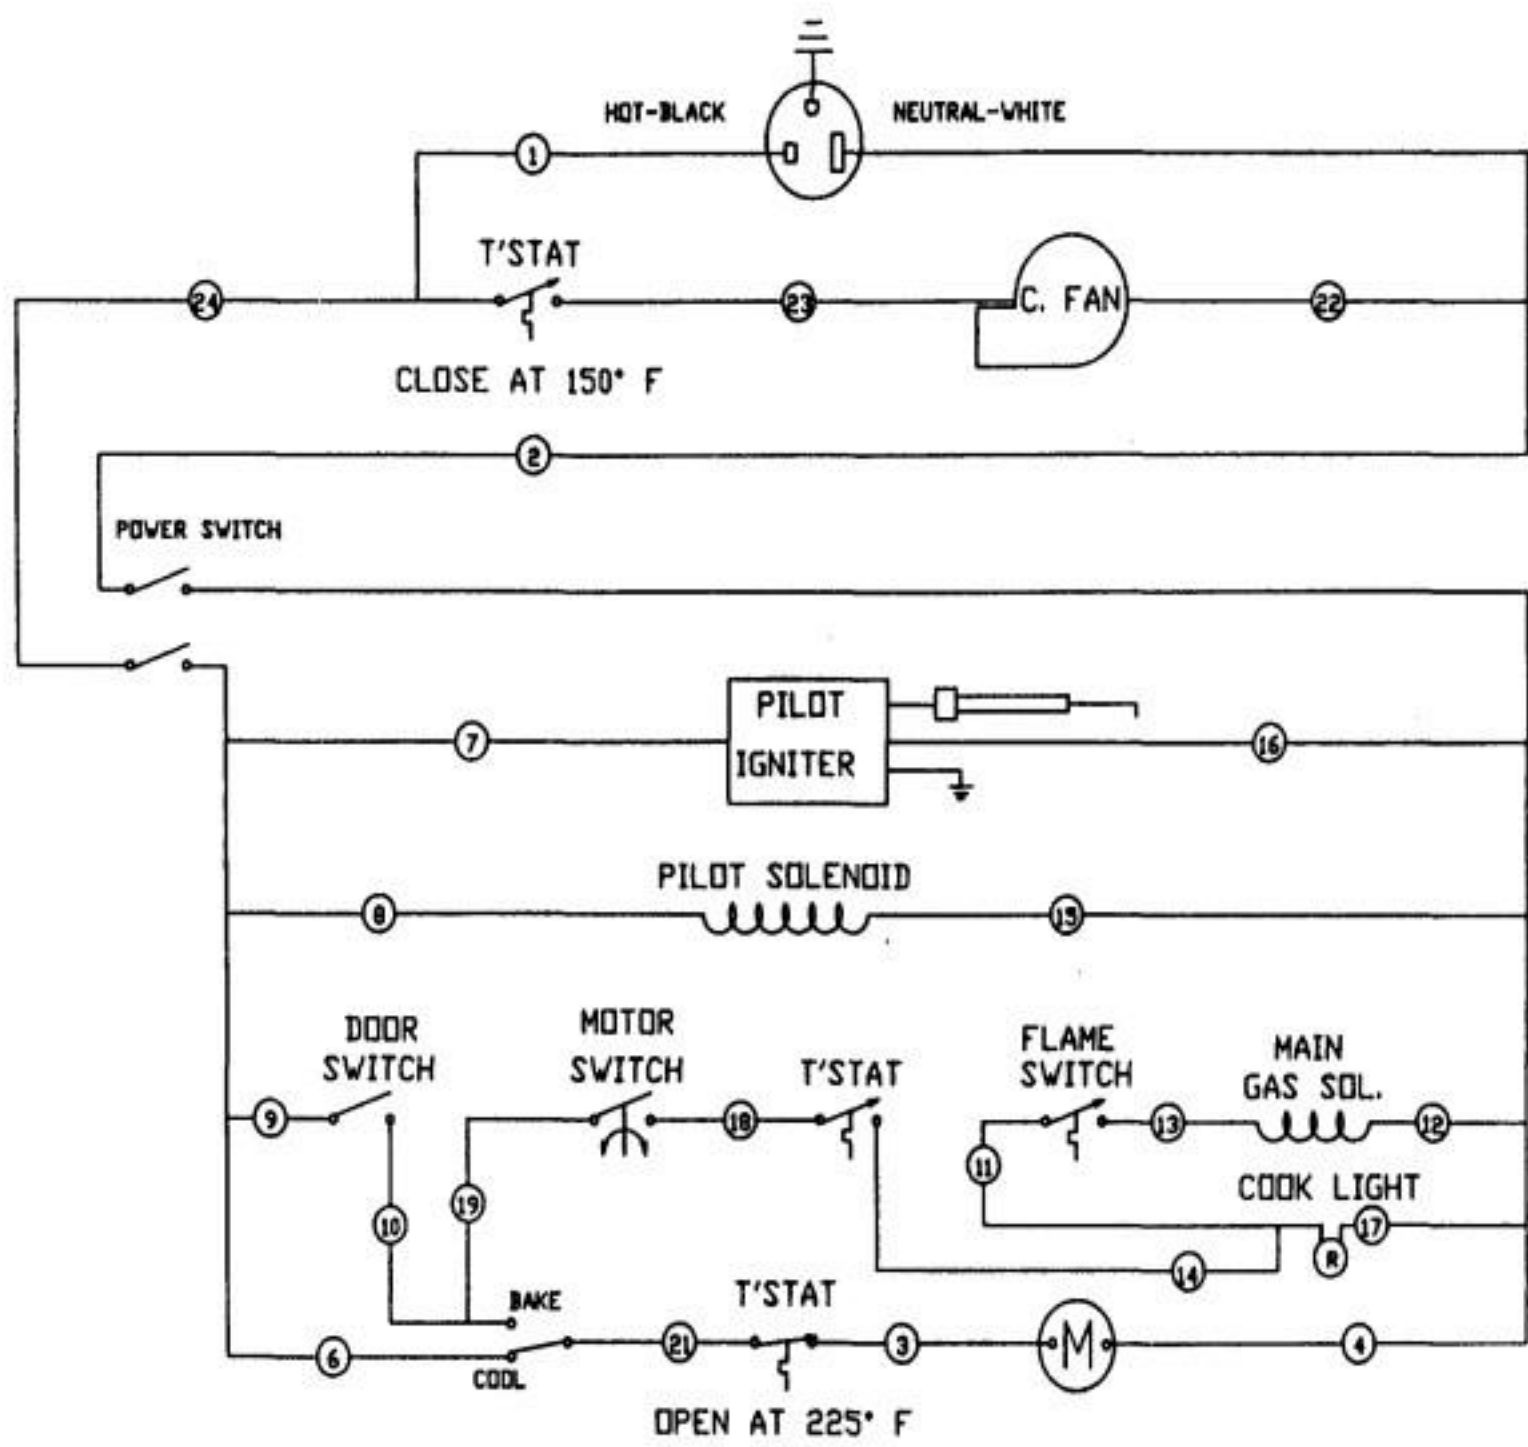 HOT-BLACK
NEUTRAL-WHITE
1
T'STAT
24
23
C. FAN
22
CLOSE AT 150° F
2
POWER SWITCH
PILOT
IGNITER
7
16
PILOT SOLENOID
8
15
DOOR
SWITCH
MOTOR
SWITCH
T'STAT
FLAME
SWITCH
MAIN
GAS SOL.
9
18
13
12
11
COOK LIGHT
10
19
17
R
14
T'STAT
BAKE
6
COOL
21
3
M
4
OPEN AT 225° F